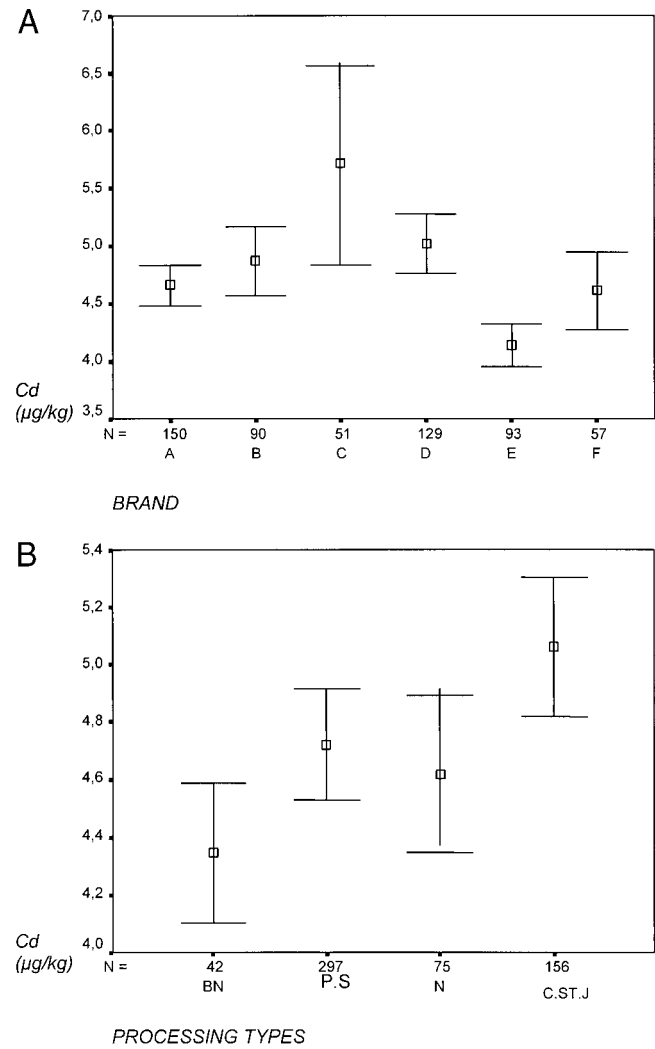 A
7,0
6,5
6,0
5,5
5,0
4,5
4,0
3,5
Cd
(µg/kg)
N = 150 90 51 129 93 57
A B C D E F
BRAND
B
5,4
5,2
5,0
4,8
4,6
4,4
4,2
4,0
Cd
(µg/kg)
N = 42 297 75 156
BN P.S N C.ST.J
PROCESSING TYPES